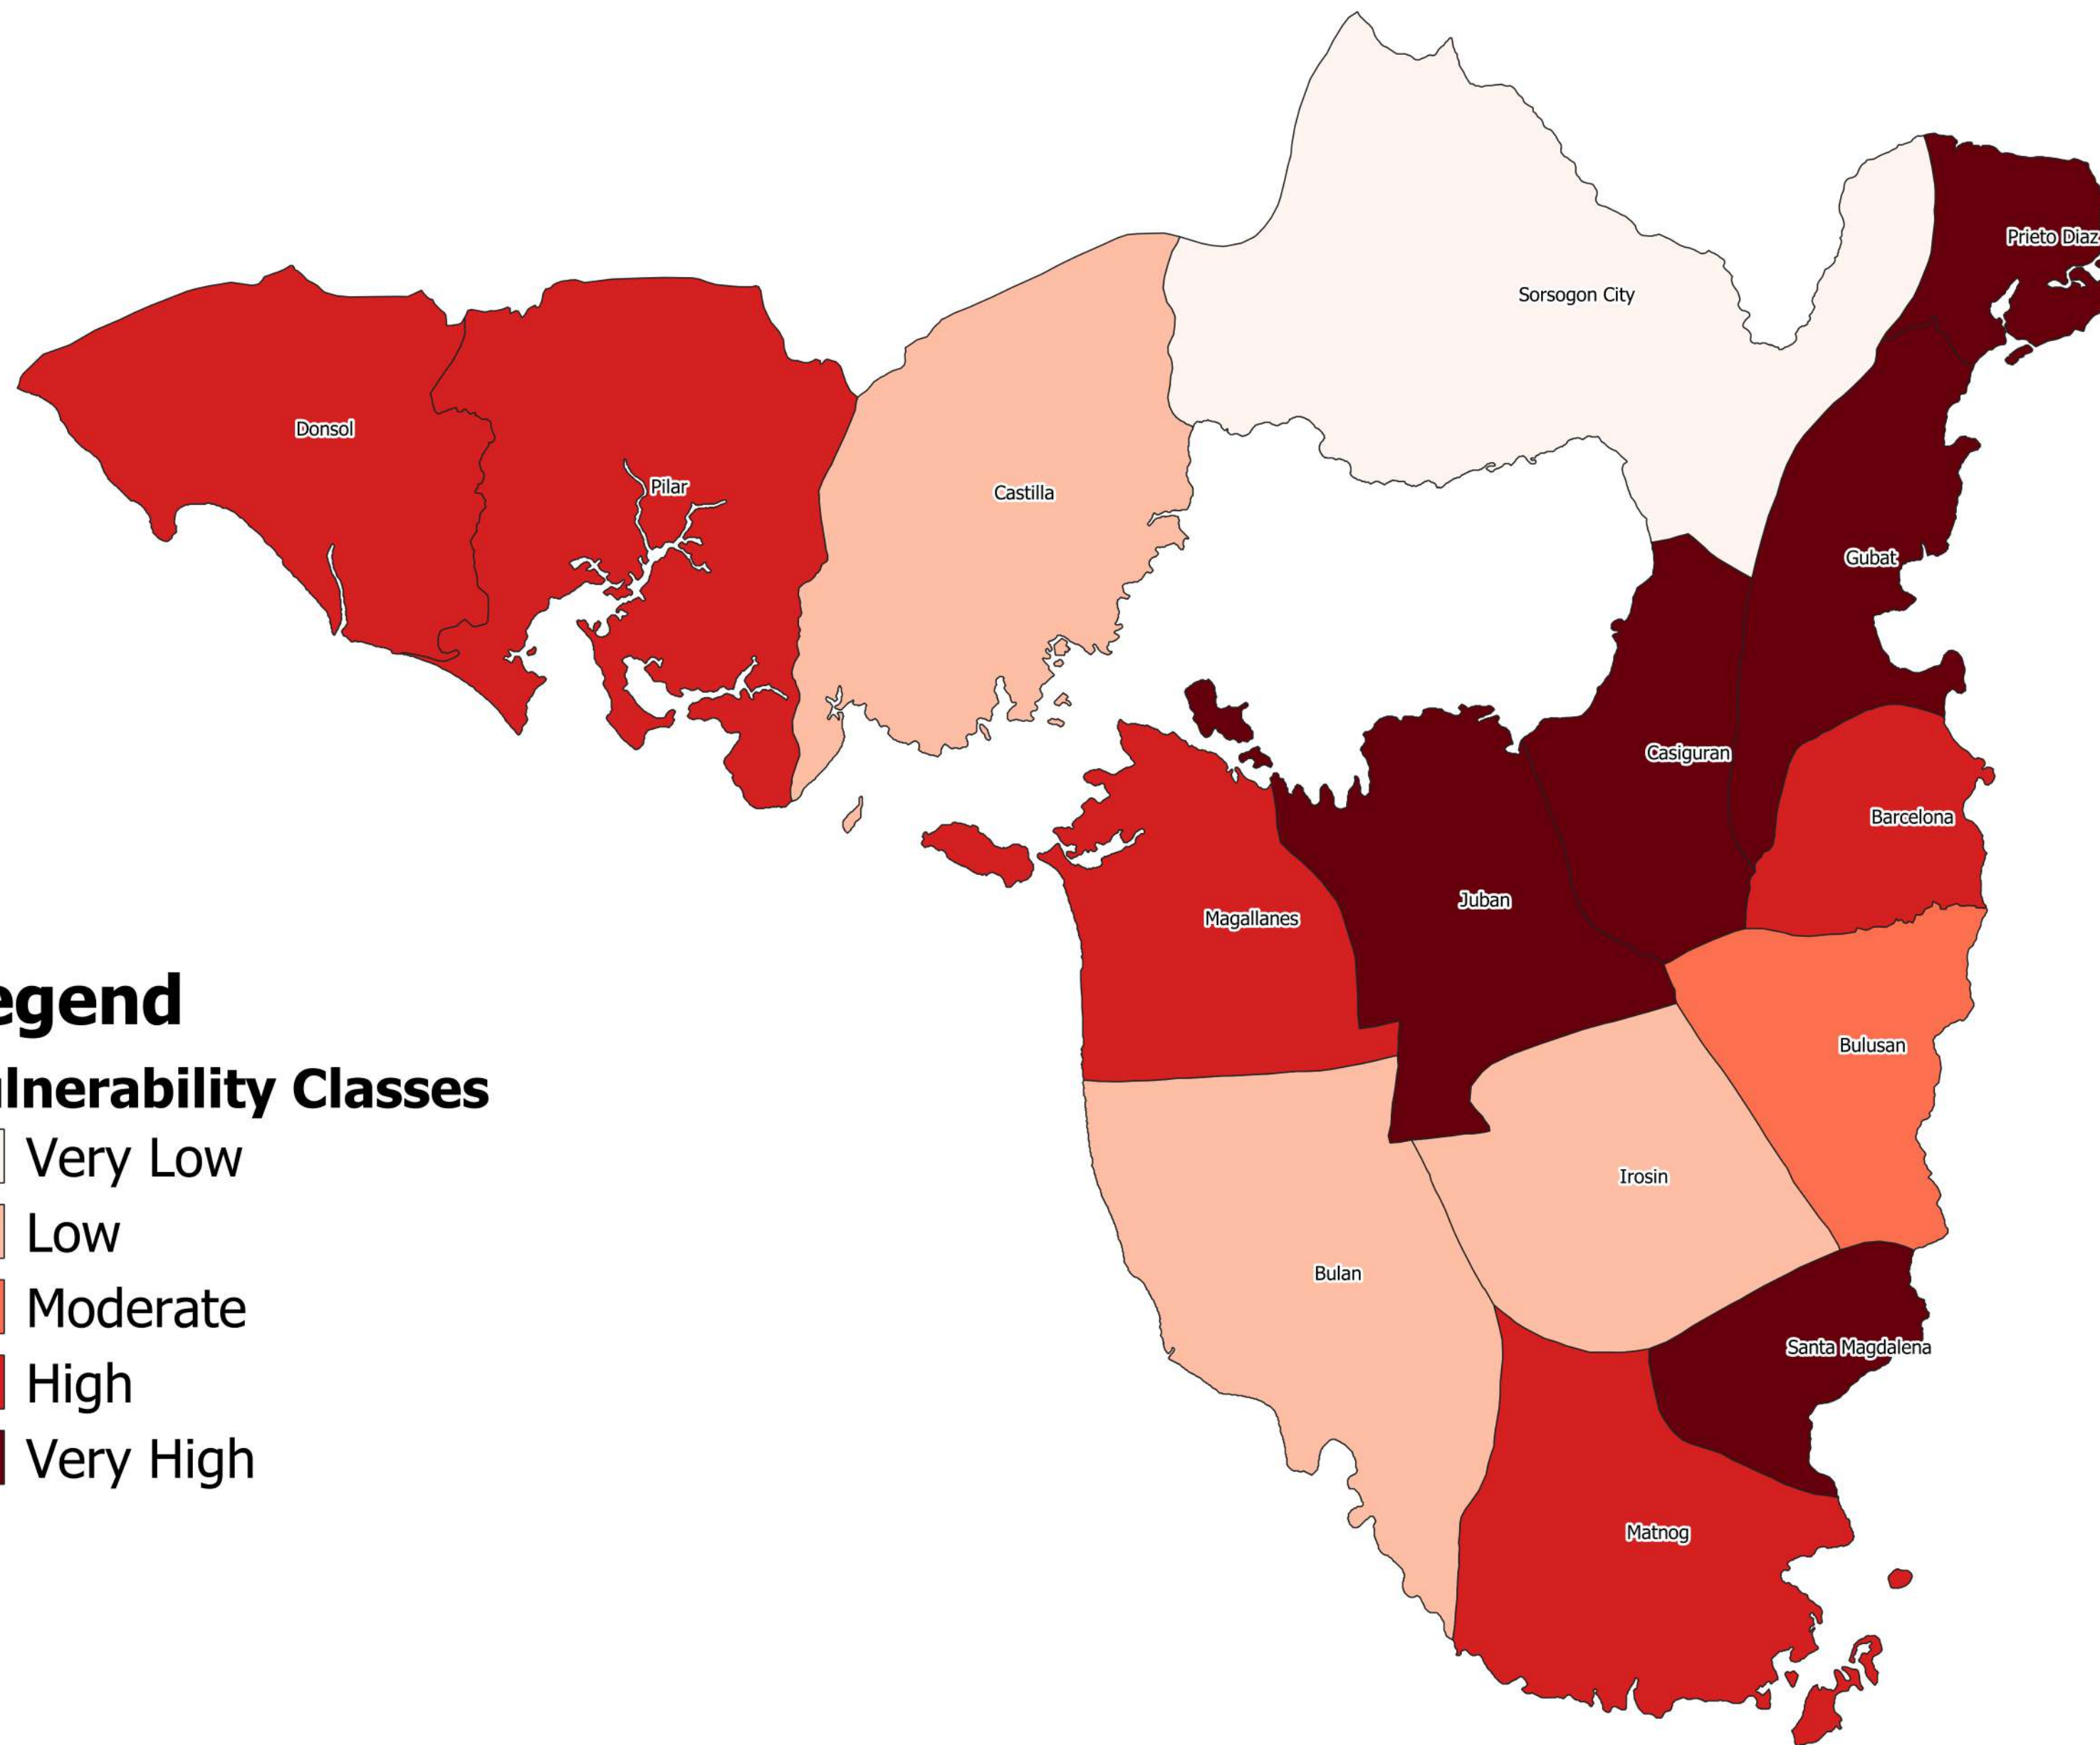 Prieto Diaz
Sorsogon City
Donsol
Pilar
Castilla
Gubat
Casiguran
Barcelona
Juban
Magallanes
egend
lnerability Classes
Bulusan
Very Low
Irosin
Low
Bulan
Moderate
Santa Magdalena
High
Very High
Matnog